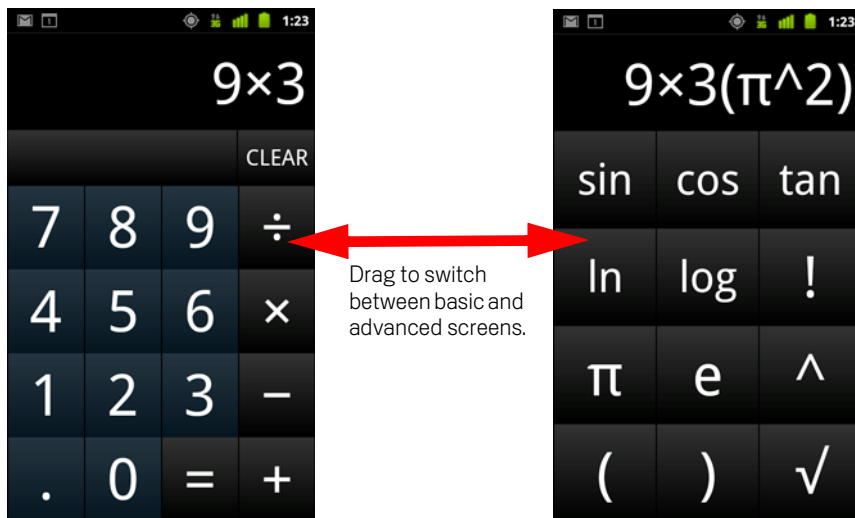 1:23
9×3
CLEAR
7 8 9 ÷
4 5 6 ×
1 2 3 −
. 0 = +
Drag to switch
between basic and
advanced screens.
1:23
9×3(π^2)
sin cos tan
ln log !
π e ^
( ) √